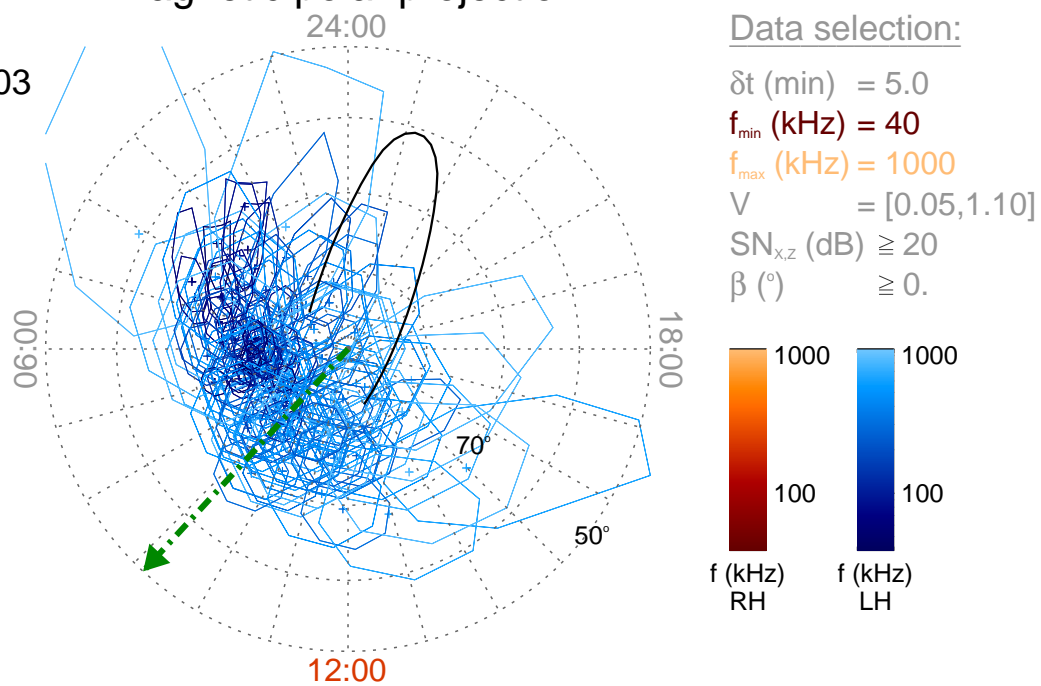 24:00
03
06:00
18:00
70°
50°
12:00
Data selection:
δt (min) = 5.0
fmin (kHz) = 40
fmax (kHz) = 1000
V = [0.05,1.10]
SNx,z (dB) ≧ 20
β (°) ≧ 0.
1000
100
f (kHz)
RH
1000
100
f (kHz)
LH